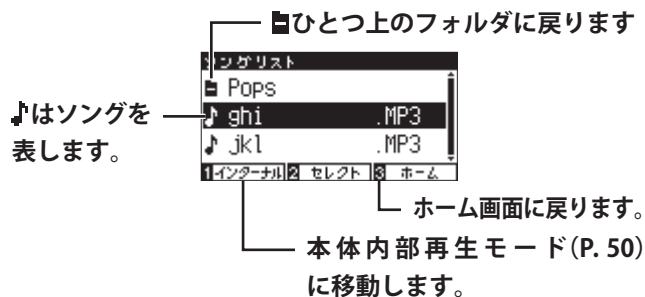 ひとつ上のフォルダに戻ります
ソングリスト
Pops
♪はソングを
表します。
ghi .MP3
jkl .MP3
1 インターナル 2 セレクト 3 ホーム
ホーム画面に戻ります。
本体内部再生モード(P. 50)
に移動します。